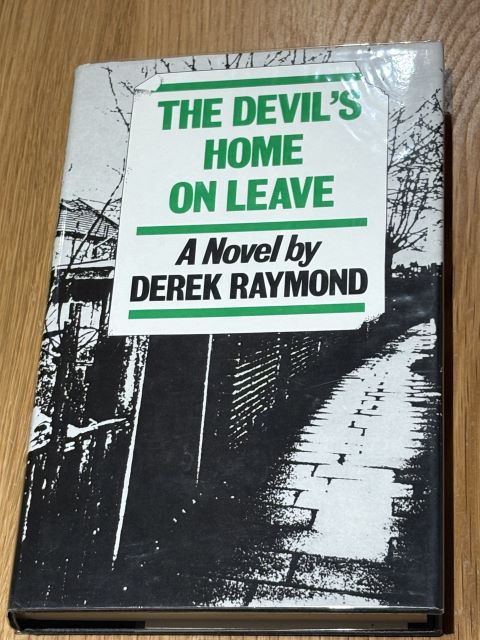 THE DEVIL'S
HOME
ON LEAVE
A Novel by
DEREK RAYMOND